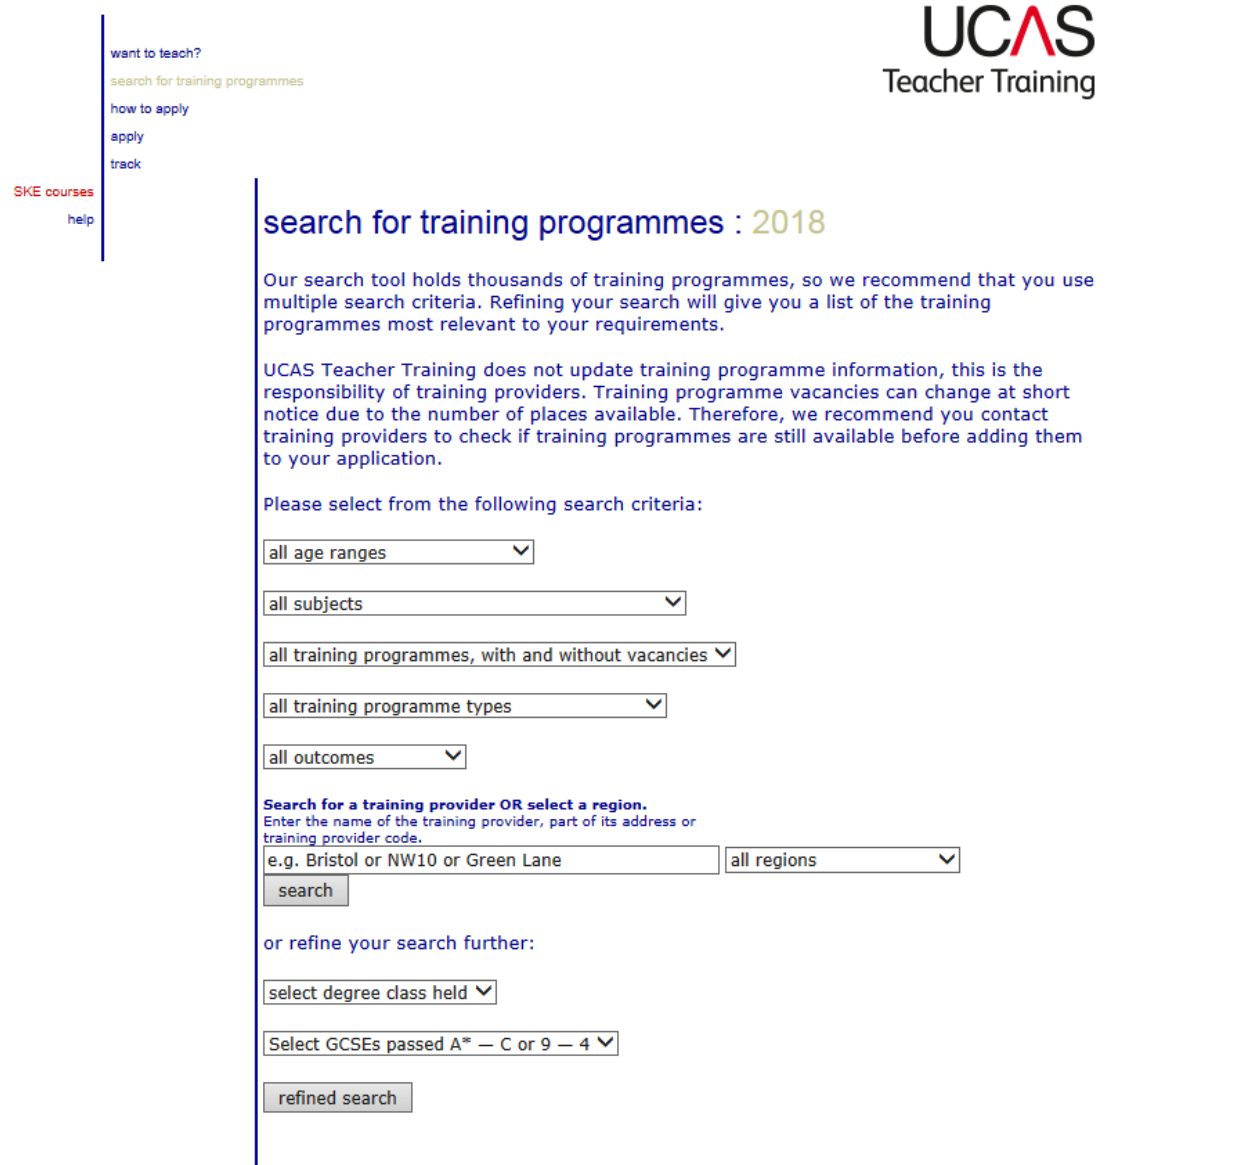 UCAS
Teacher Training
want to teach?
search for training programmes
how to apply
apply
track
SKE courses
help
search for training programmes : 2018
Our search tool holds thousands of training programmes, so we recommend that you use
multiple search criteria. Refining your search will give you a list of the training
programmes most relevant to your requirements.
UCAS Teacher Training does not update training programme information, this is the
responsibility of training providers. Training programme vacancies can change at short
notice due to the number of places available. Therefore, we recommend you contact
training providers to check if training programmes are still available before adding them
to your application.
Please select from the following search criteria:
all age ranges
all subjects
all training programmes, with and without vacancies
all training programme types
all outcomes
Search for a training provider OR select a region.
Enter the name of the training provider, part of its address or
training provider code.
e.g. Bristol or NW10 or Green Lane all regions
search
or refine your search further:
select degree class held
Select GCSEs passed A* — C or 9 — 4
refined search